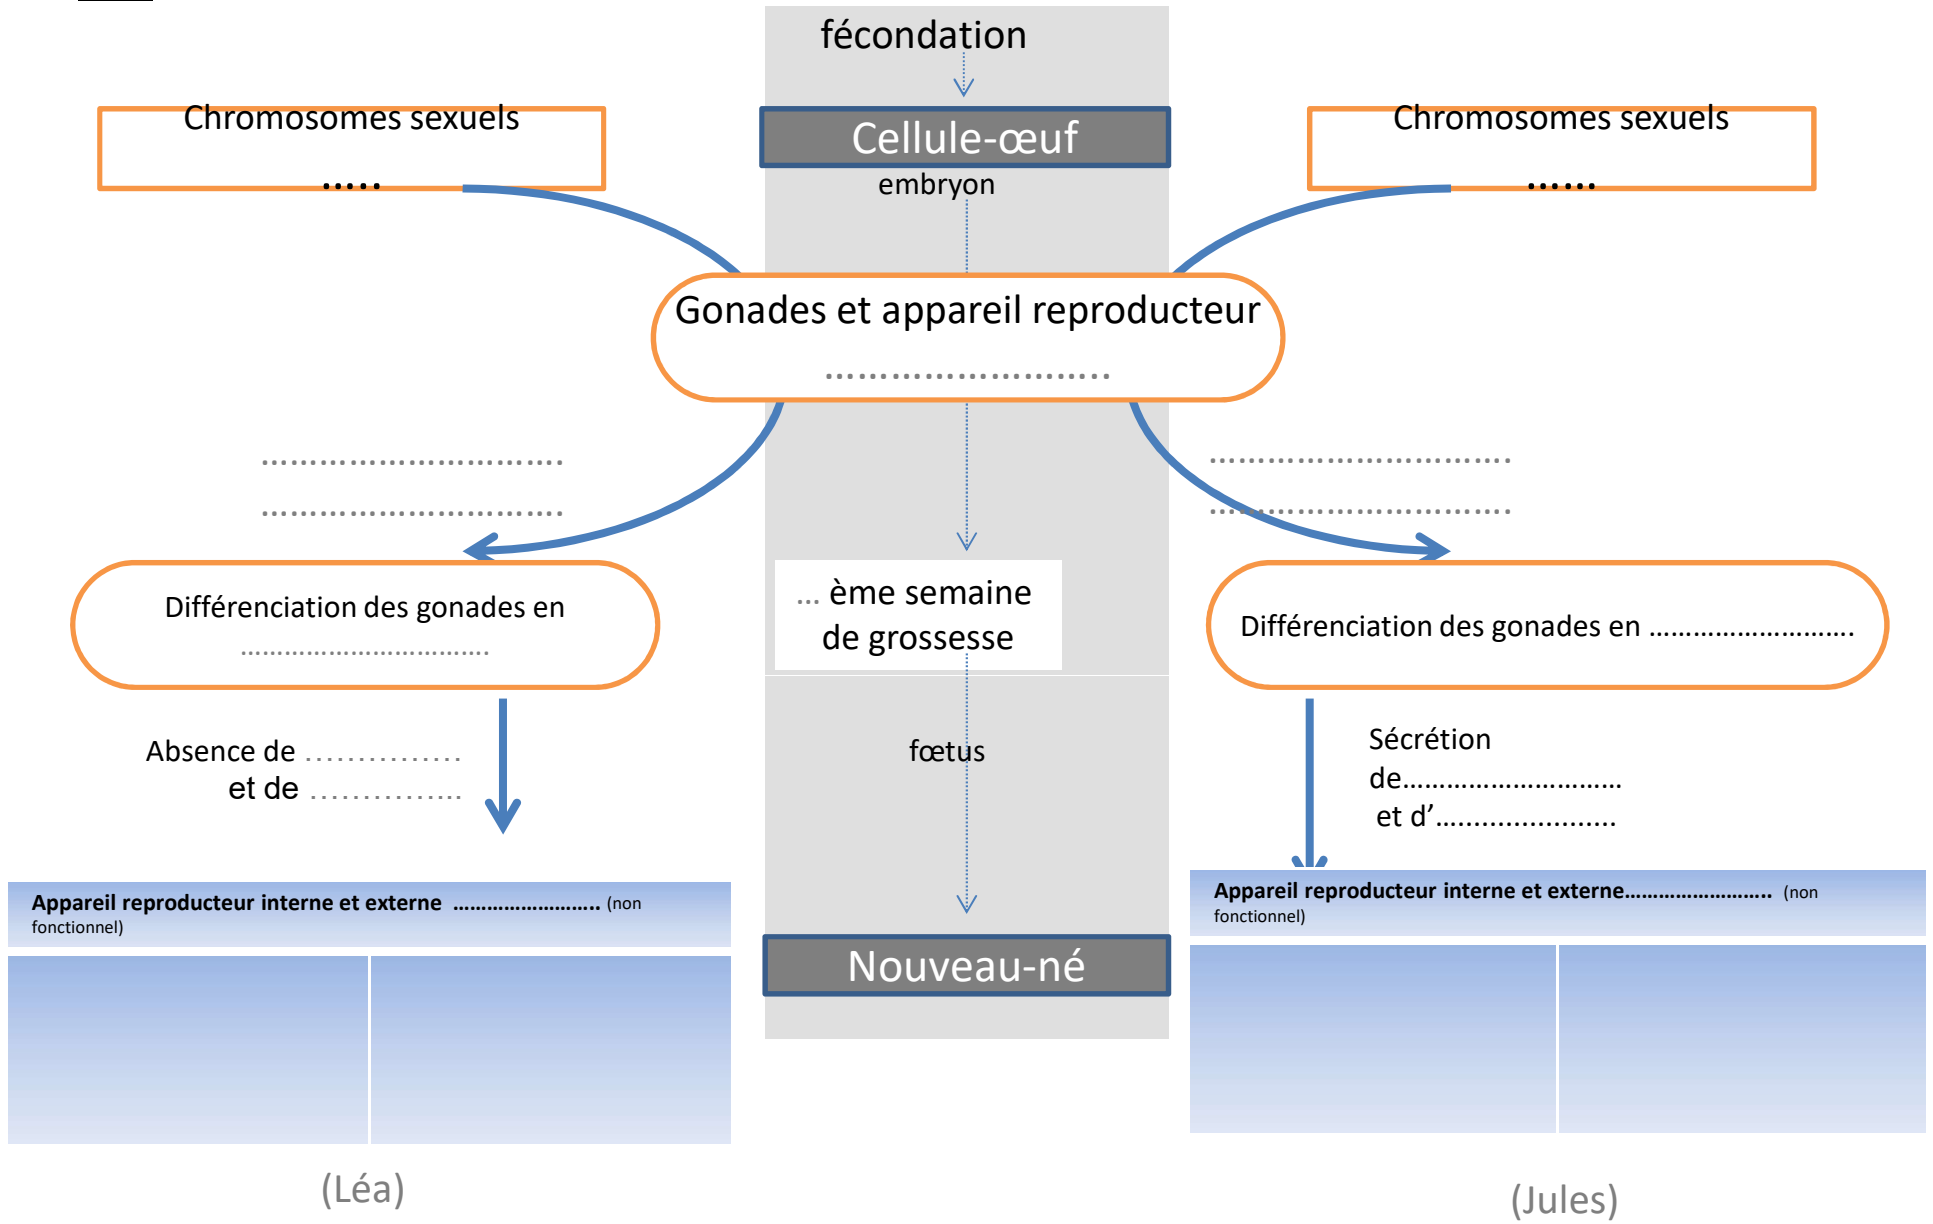 fécondation
Chromosomes sexuels
.....
Cellule-œuf
Chromosomes sexuels
......
embryon
Gonades et appareil reproducteur
……………………..
………………………….
………………………….
………………………….
………………………….
Différenciation des gonades en
…………………………….
... ème semaine
de grossesse
Différenciation des gonades en ……………………….
Absence de ……………
et de …………...
fœtus
Sécrétion
de…………………………
et d’…......................
Appareil reproducteur interne et externe …………………….. (non
fonctionnel)
Appareil reproducteur interne et externe…………………….. (non
fonctionnel)
Nouveau-né
(Léa)
(Jules)